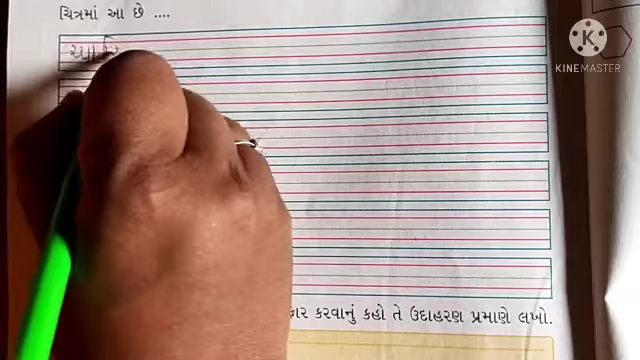 ચિત્રમાં આ છે ....
KINEMASTER
કરવાનું કહો તે ઉદાહરણ પ્રમાણે લખો.